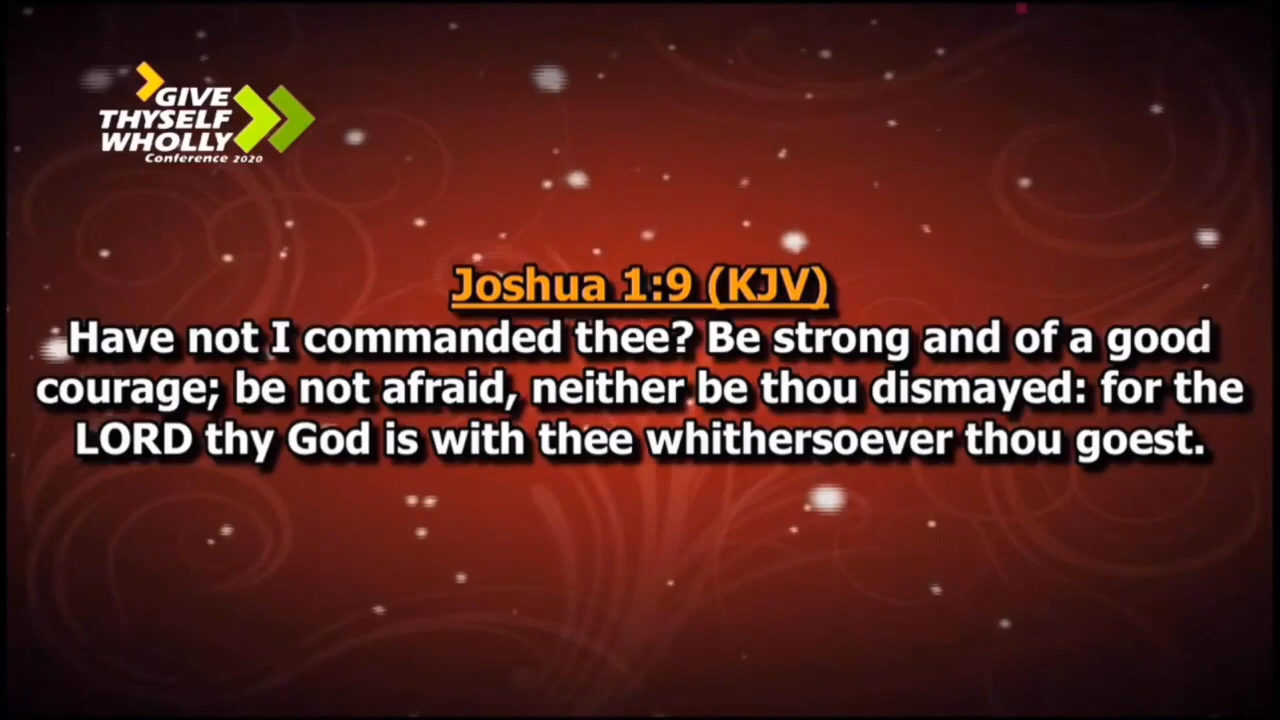 GIVE
THYSELF
WHOLLY
Conference 2020
Joshua 1:9 (KJV)
Have not I commanded thee? Be strong and of a good
courage; be not afraid, neither be thou dismayed: for the
LORD thy God is with thee whithersoever thou goest.